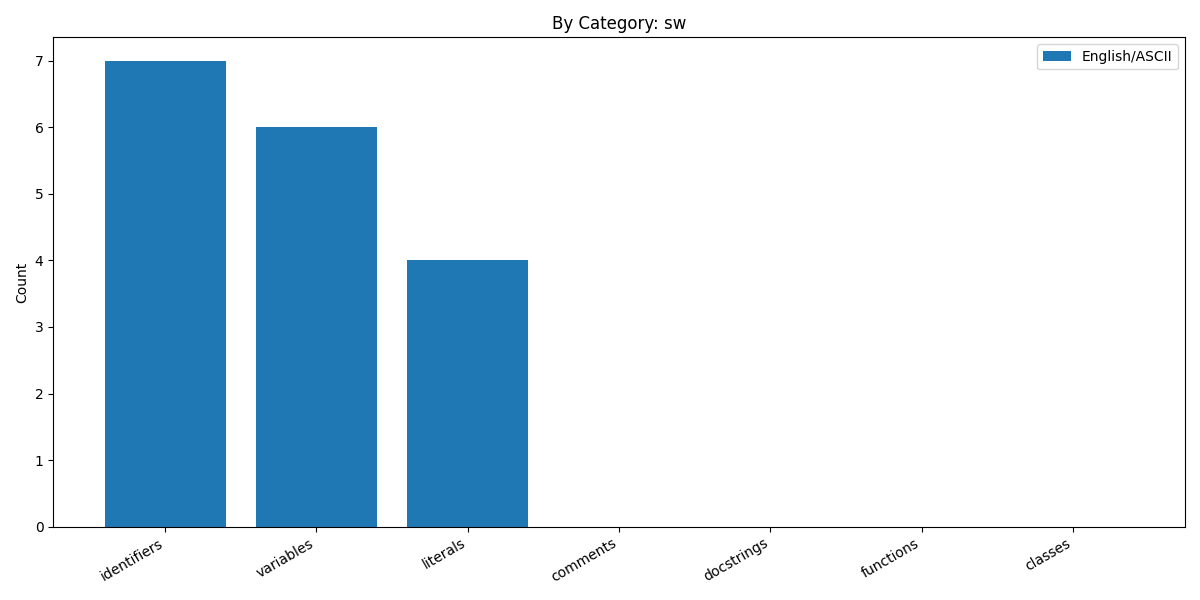 By Category: sw
English/ASCII
Count
7
6
5
4
3
2
1
0
identifiers
variables
literals
comments
docstrings
functions
classes